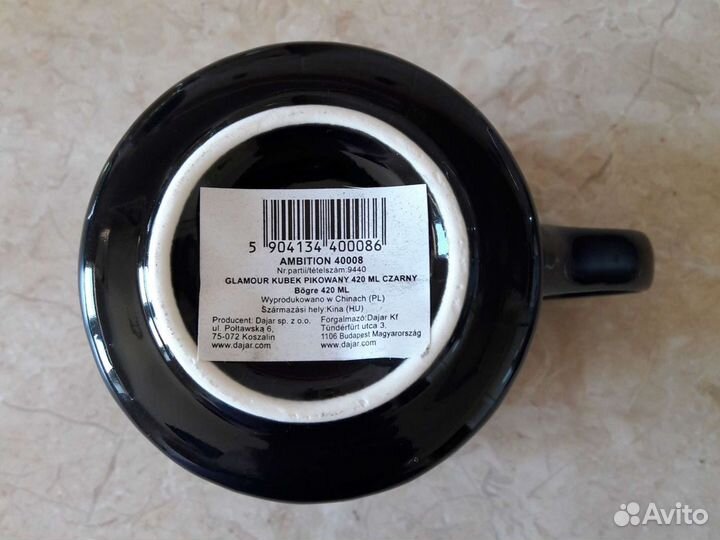 5 904134 400086
AMBITION 40008
Nr.partii/tételszám:9440
GLAMOUR KUBEK PIKOWANY 420 ML CZARNY
Bögre 420 ML
Wyprodukowano w Chinach (PL)
Származási hely:Kina (HU)
Producent: Dajar sp. z o.o.
ul. Połtawska 6,
75-072 Koszalin
www.dajar.com
Forgalmazó:Dajar Kf
Tündérfürt utca 3.
1106 Budapest Magyarország
www.dajar.com
Avito